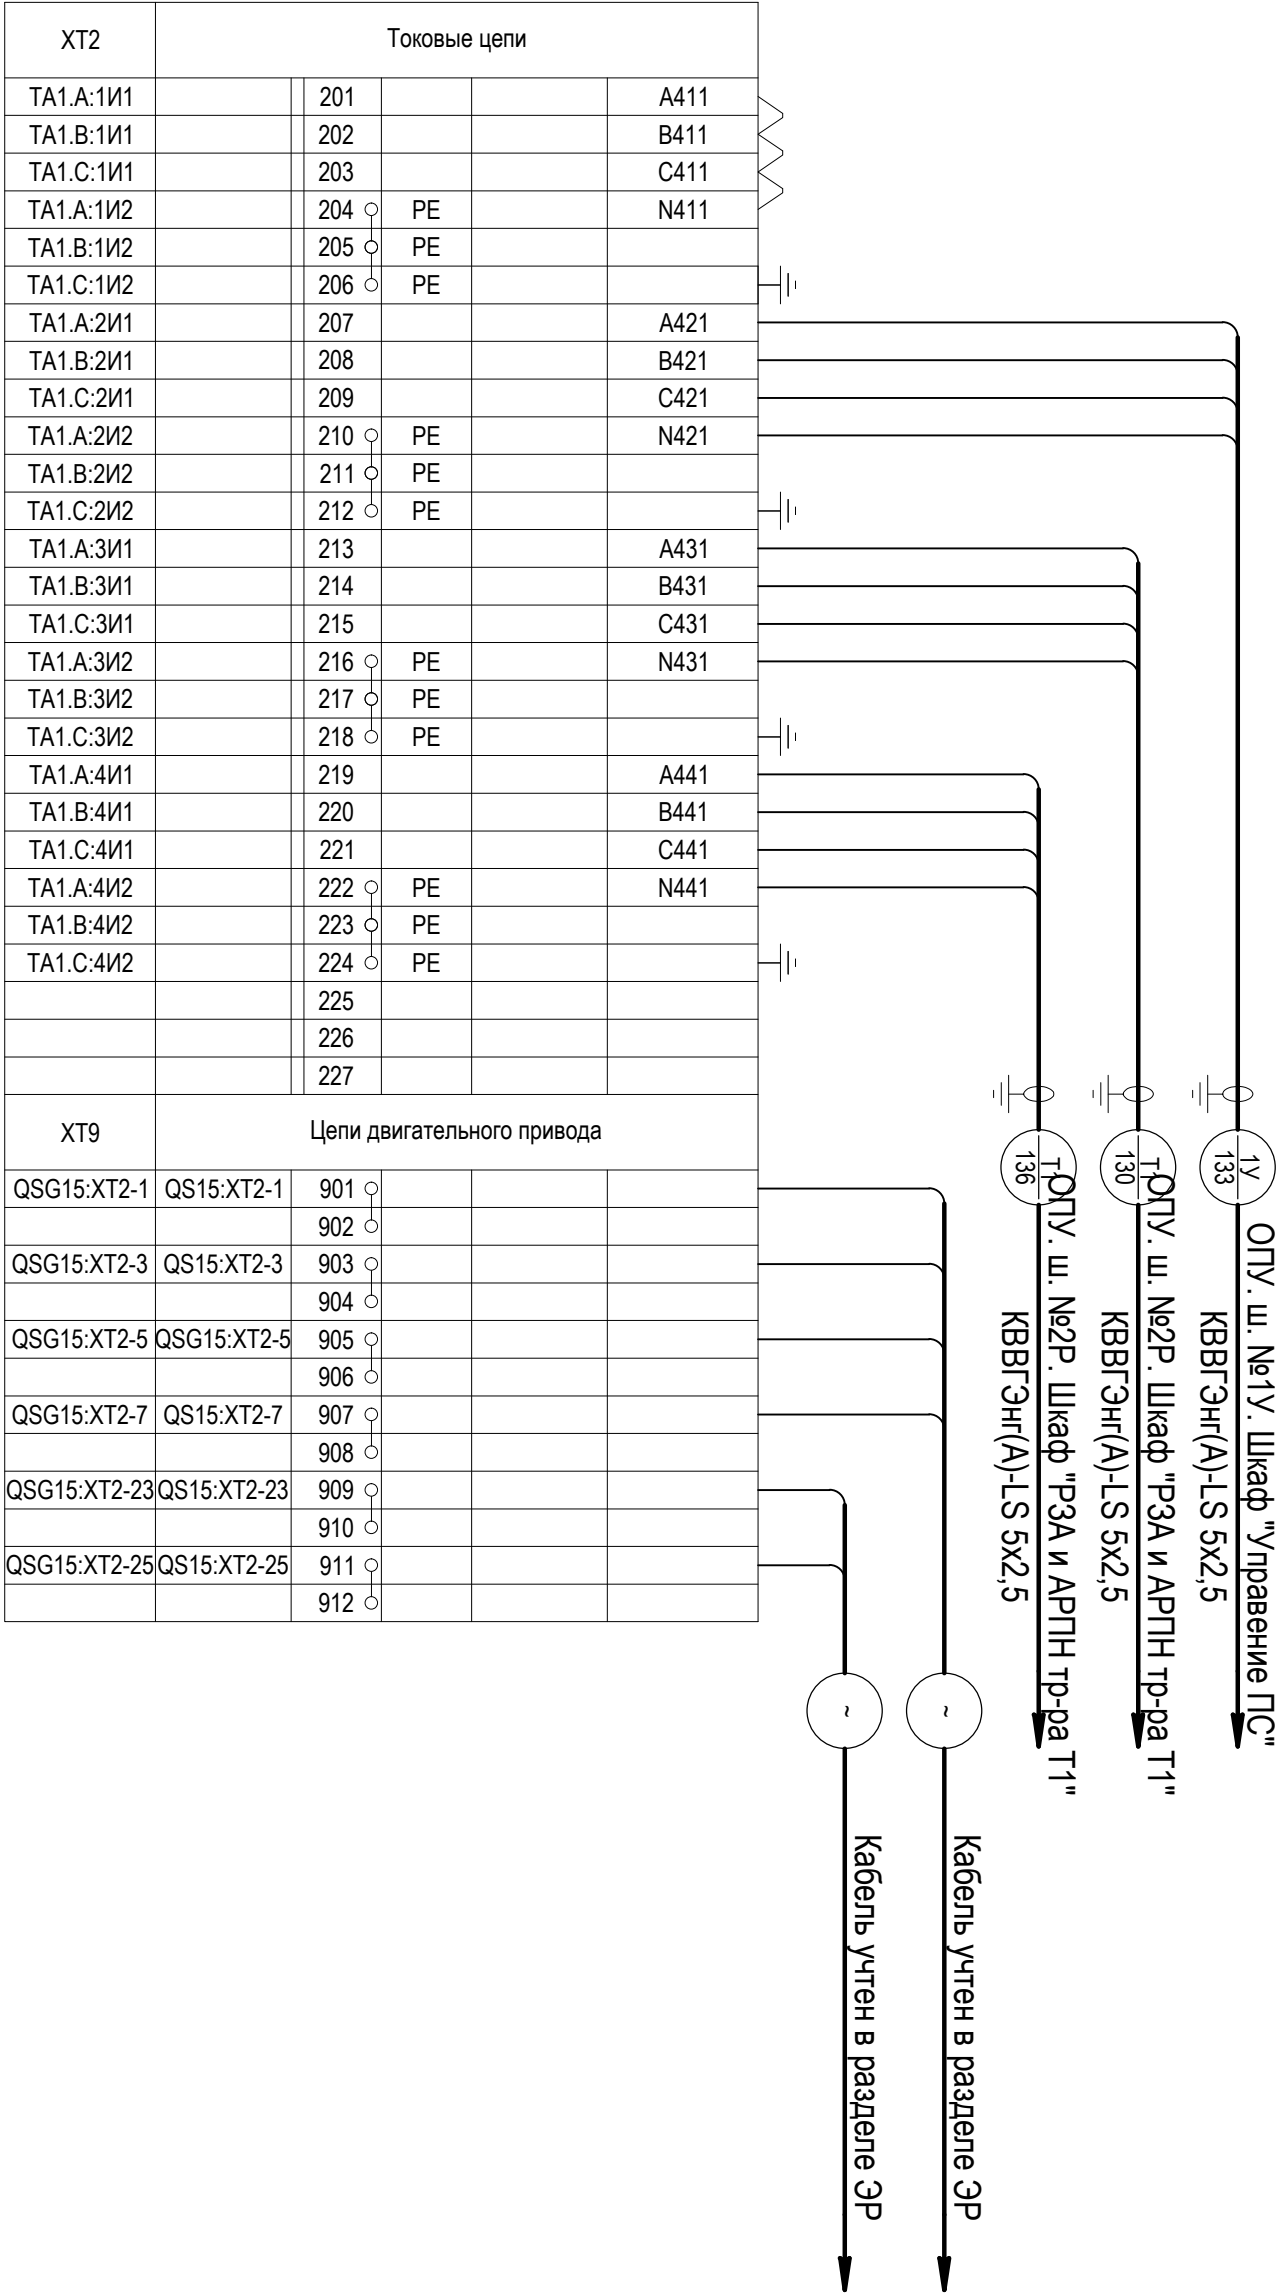 XT2 Токовые цепи
TA1.A:1И1 201 A411
TA1.B:1И1 202 B411
TA1.C:1И1 203 C411
TA1.A:1И2 204 PE N411
TA1.B:1И2 205 PE
TA1.C:1И2 206 PE
TA1.A:2И1 207 A421
TA1.B:2И1 208 B421
TA1.C:2И1 209 C421
TA1.A:2И2 210 PE N421
TA1.B:2И2 211 PE
TA1.C:2И2 212 PE
TA1.A:3И1 213 A431
TA1.B:3И1 214 B431
TA1.C:3И1 215 C431
TA1.A:3И2 216 PE N431
TA1.B:3И2 217 PE
TA1.C:3И2 218 PE
TA1.A:4И1 219 A441
TA1.B:4И1 220 B441
TA1.C:4И1 221 C441
TA1.A:4И2 222 PE N441
TA1.B:4И2 223 PE
TA1.C:4И2 224 PE
225
226
227
XT9 Цепи двигательного привода
QSG15:XT2-1 QS15:XT2-1 901
902
QSG15:XT2-3 QS15:XT2-3 903
904
QSG15:XT2-5 QSG15:XT2-5 905
906
QSG15:XT2-7 QS15:XT2-7 907
908
QSG15:XT2-23 QS15:XT2-23 909
910
QSG15:XT2-25 QS15:XT2-25 911
912
1У
133
ОПУ. ш. №1У. Шкаф "Управение ПС"
КВВГЭнг(А)-LS 5x2,5
130
ОПУ. ш. №2Р. Шкаф "РЗА и АРПН тр-ра Т1"
КВВГЭнг(А)-LS 5x2,5
136
ОПУ. ш. №2Р. Шкаф "РЗА и АРПН тр-ра Т1"
КВВГЭнг(А)-LS 5x2,5
~
Кабель учтен в разделе ЭР
~
Кабель учтен в разделе ЭР